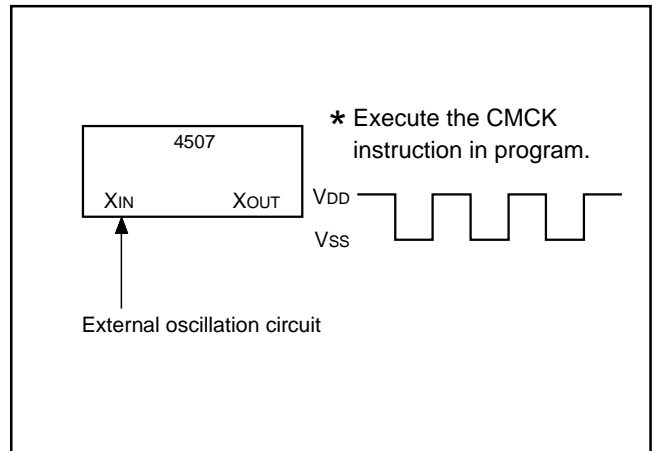 * Execute the CMCK
instruction in program.
4507
XIN XOUT
VDD
VSS
External oscillation circuit